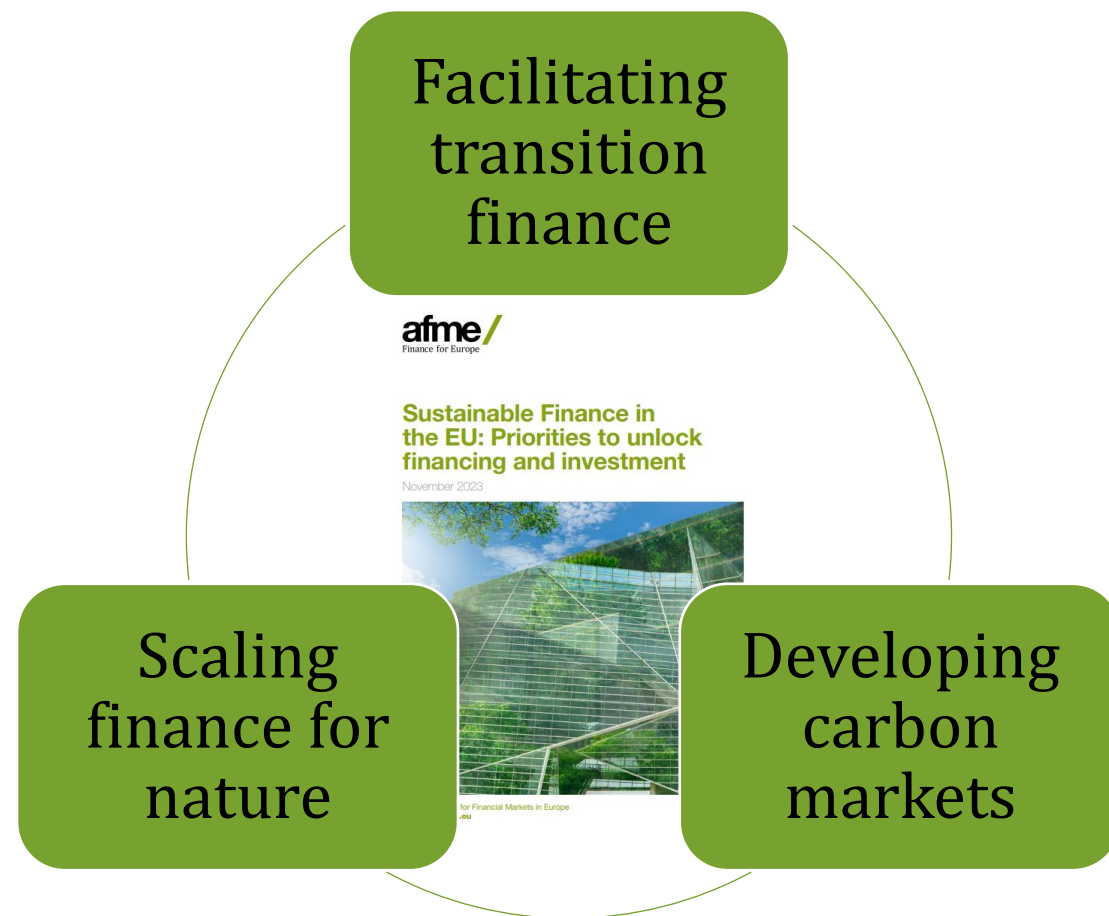 Facilitating
transition
finance
afme/
Finance for Europe
Sustainable Finance in
the EU: Priorities to unlock
financing and investment
November 2023
Scaling
finance for
nature
Developing
carbon
markets
for Financial Markets in Europe
.eu